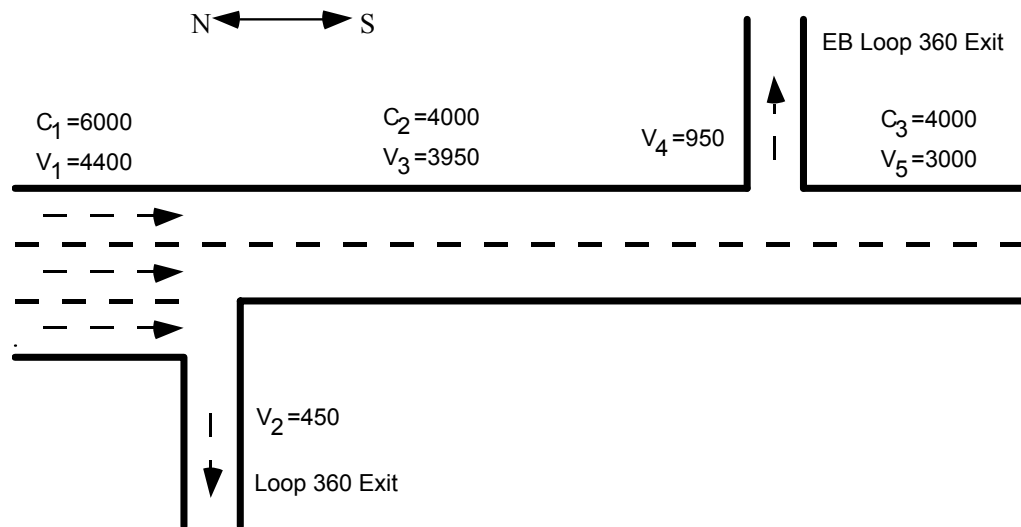 N S
EB Loop 360 Exit
C1=6000
V1=4400
C2=4000
V3=3950
V4=950
C3=4000
V5=3000
V2=450
Loop 360 Exit